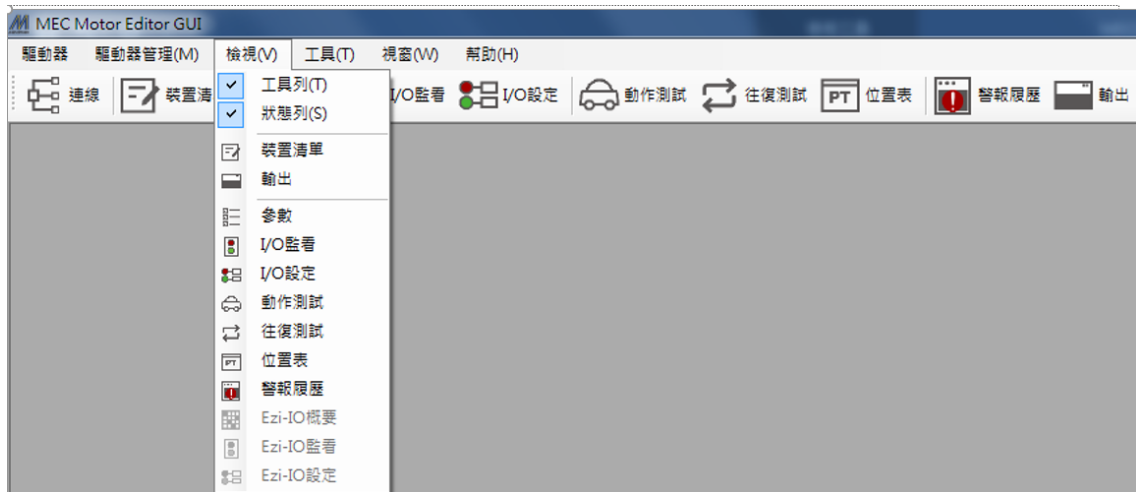 MEC Motor Editor GUI
驅動器 驅動器管理(M) 檢視(V) 工具(T) 視窗(W) 幫助(H)
連線 裝置清 I/O監看 I/O設定 動作測試 往復測試 PT 位置表 警報履歷 輸出
工具列(T)
狀態列(S)
裝置清單
輸出
參數
I/O監看
I/O設定
動作測試
往復測試
PT 位置表
警報履歷
Ezi-IO概要
Ezi-IO監看
Ezi-IO設定